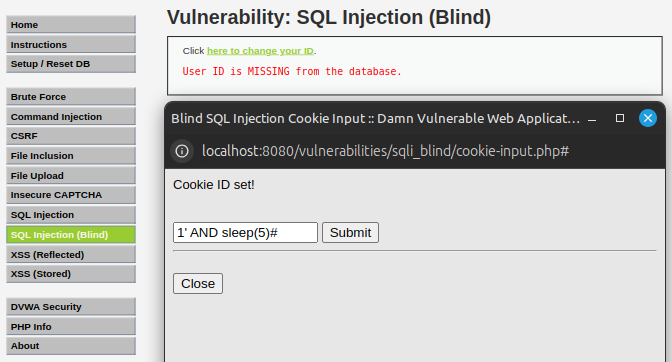 Home
Instructions
Setup / Reset DB
Brute Force
Command Injection
CSRF
File Inclusion
File Upload
Insecure CAPTCHA
SQL Injection
SQL Injection (Blind)
XSS (Reflected)
XSS (Stored)
DVWA Security
PHP Info
About
Vulnerability: SQL Injection (Blind)
Click here to change your ID.
User ID is MISSING from the database.
Blind SQL Injection Cookie Input :: Damn Vulnerable Web Applicat...
localhost:8080/vulnerabilities/sqli_blind/cookie-input.php#
Cookie ID set!
1' AND sleep(5)# Submit
Close